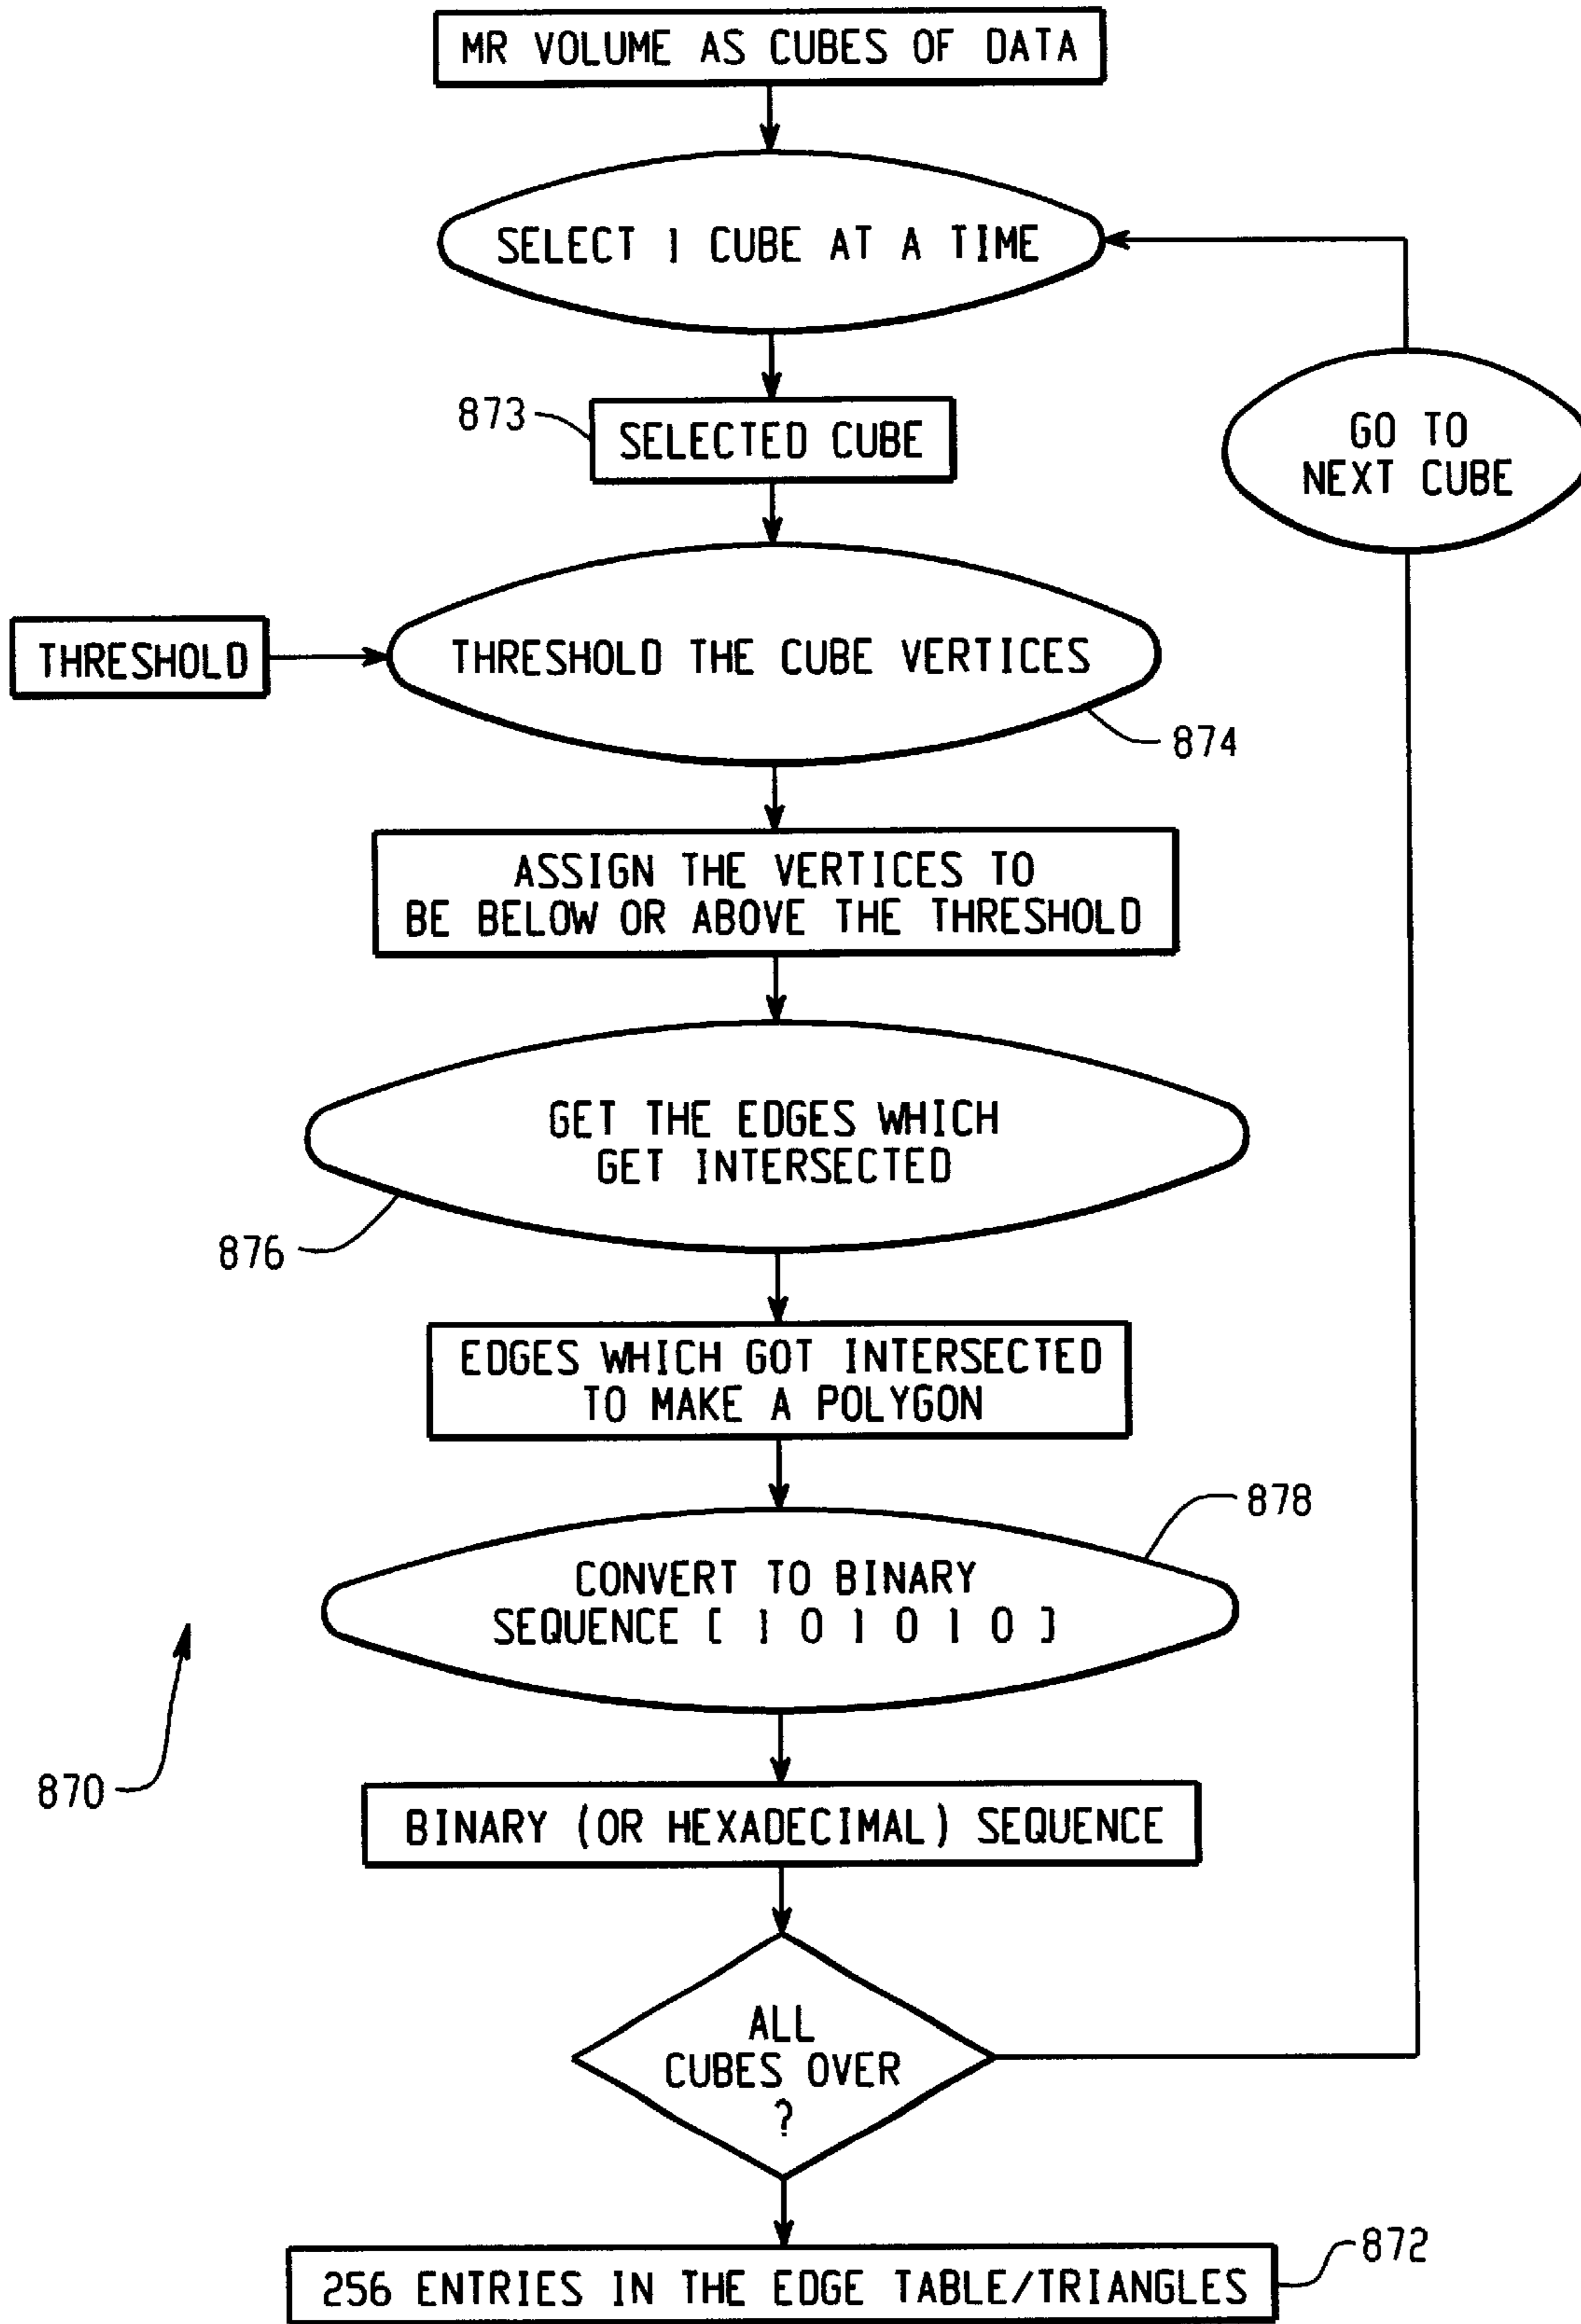 MR VOLUME AS CUBES OF DATA
SELECT 1 CUBE AT A TIME
873
SELECTED CUBE
GO TO
NEXT CUBE
THRESHOLD
THRESHOLD THE CUBE VERTICES
874
ASSIGN THE VERTICES TO
BE BELOW OR ABOVE THE THRESHOLD
GET THE EDGES WHICH
GET INTERSECTED
876
EDGES WHICH GOT INTERSECTED
TO MAKE A POLYGON
878
CONVERT TO BINARY
SEQUENCE [ 1 0 1 0 1 0 ]
870
BINARY (OR HEXADECIMAL) SEQUENCE
ALL
CUBES OVER
?
872
256 ENTRIES IN THE EDGE TABLE/TRIANGLES